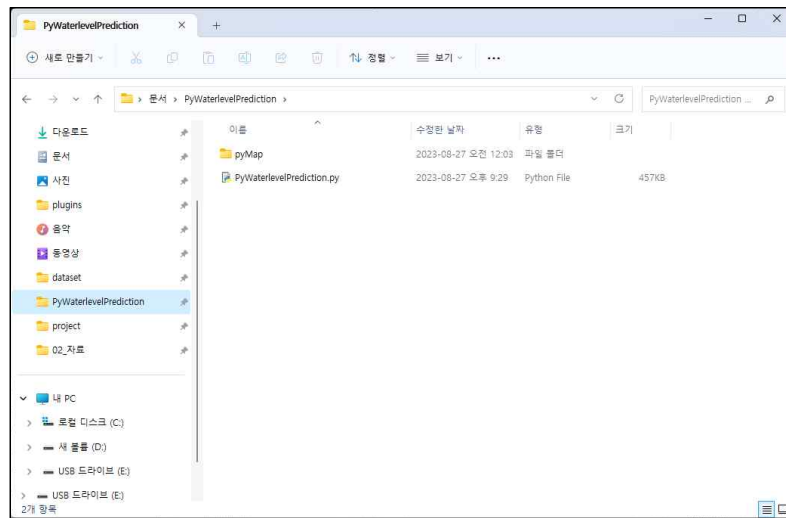 PyWaterlevelPrediction
새로 만들기
정렬
보기
문서 > PyWaterlevelPrediction >
PyWaterlevelPrediction ...
이름 수정한 날짜 유형 크기
pyMap 2023-08-27 오전 12:03 파일 폴더
PyWaterlevelPrediction.py 2023-08-27 오후 9:29 Python File 457KB
다운로드
문서
사진
plugins
음악
동영상
dataset
PyWaterlevelPrediction
project
02_자료
내 PC
로컬 디스크 (C:)
새 볼륨 (D:)
USB 드라이브 (E:)
USB 드라이브 (E:)
2개 항목